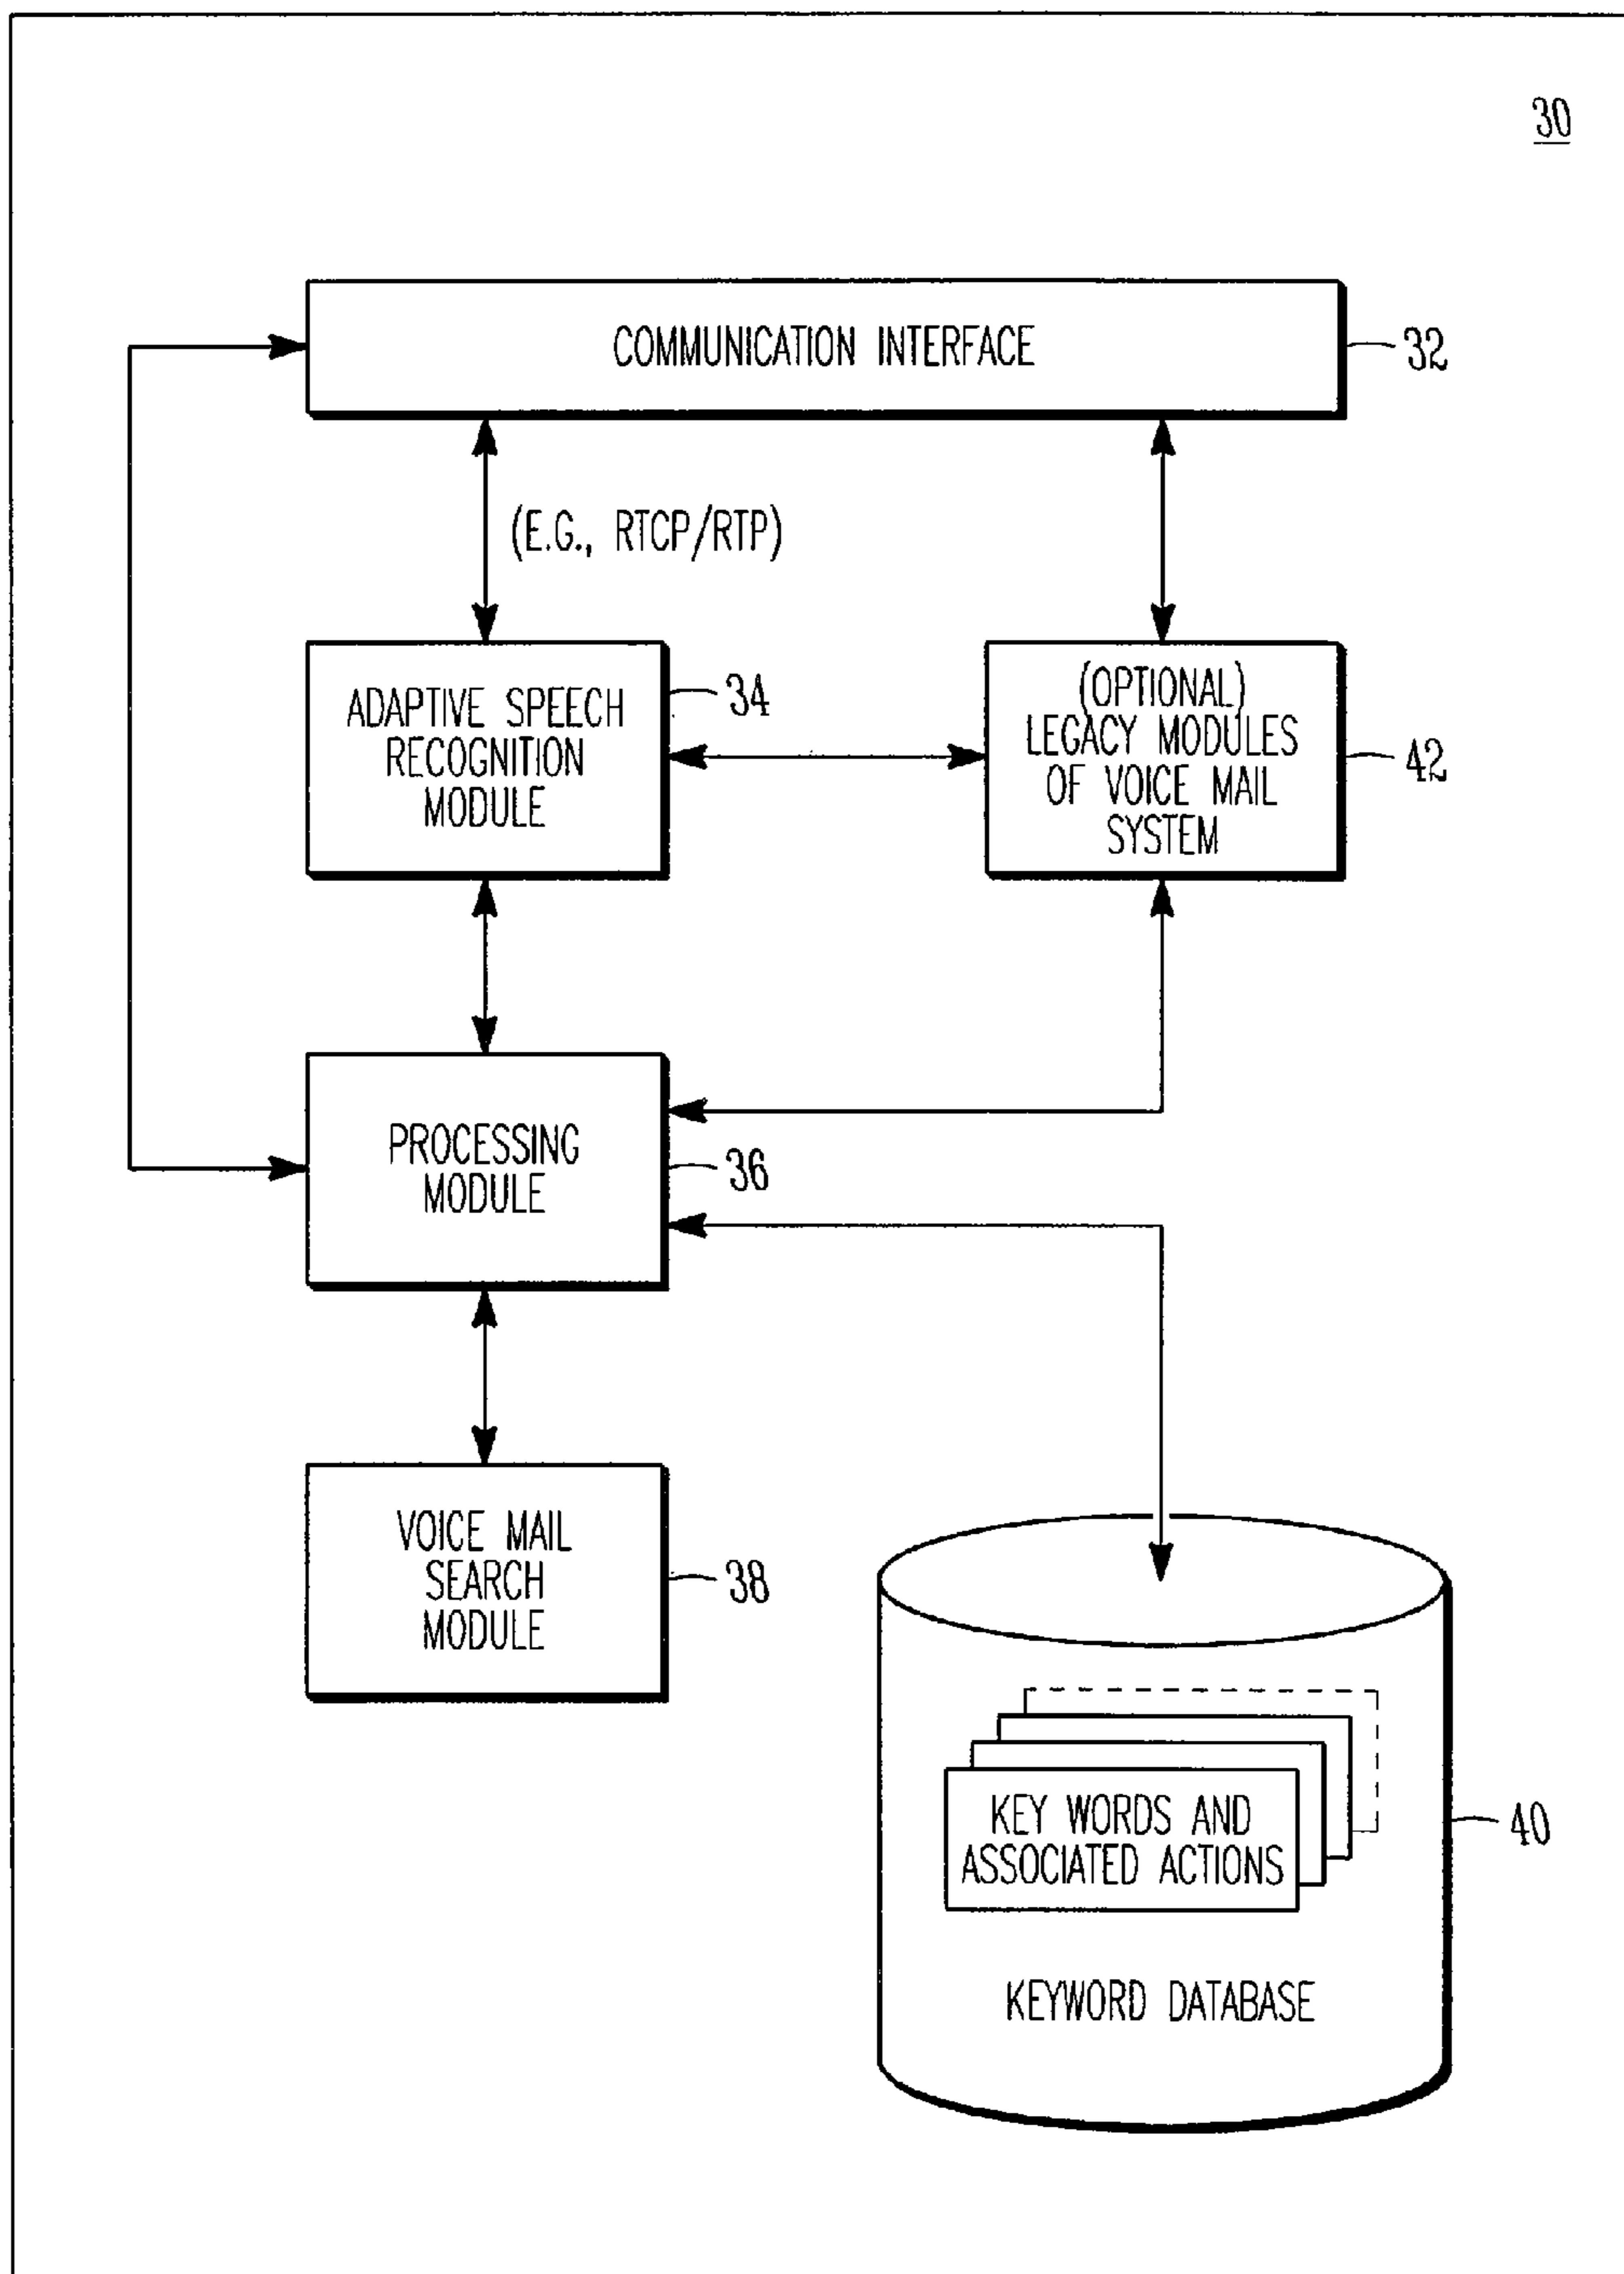 30
COMMUNICATION INTERFACE
32
(E.G., RTCP/RTP)
ADAPTIVE SPEECH
RECOGNITION
MODULE
34
(OPTIONAL)
LEGACY MODULES
OF VOICE MAIL
SYSTEM
42
PROCESSING
MODULE
36
VOICE MAIL
SEARCH
MODULE
38
KEY WORDS AND
ASSOCIATED ACTIONS
40
KEYWORD DATABASE